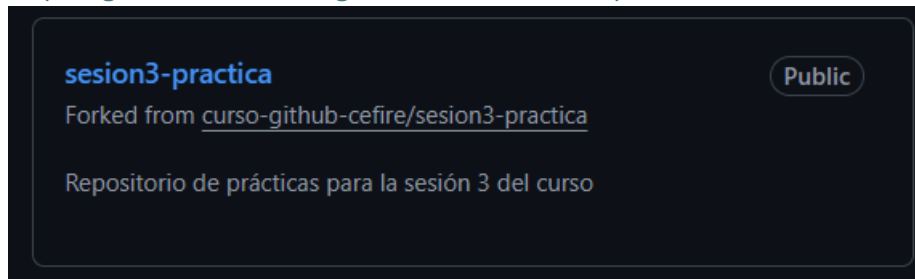 sesion3-practica
Public
Forked from curso-github-cefire/sesion3-practica
Repositorio de prácticas para la sesión 3 del curso